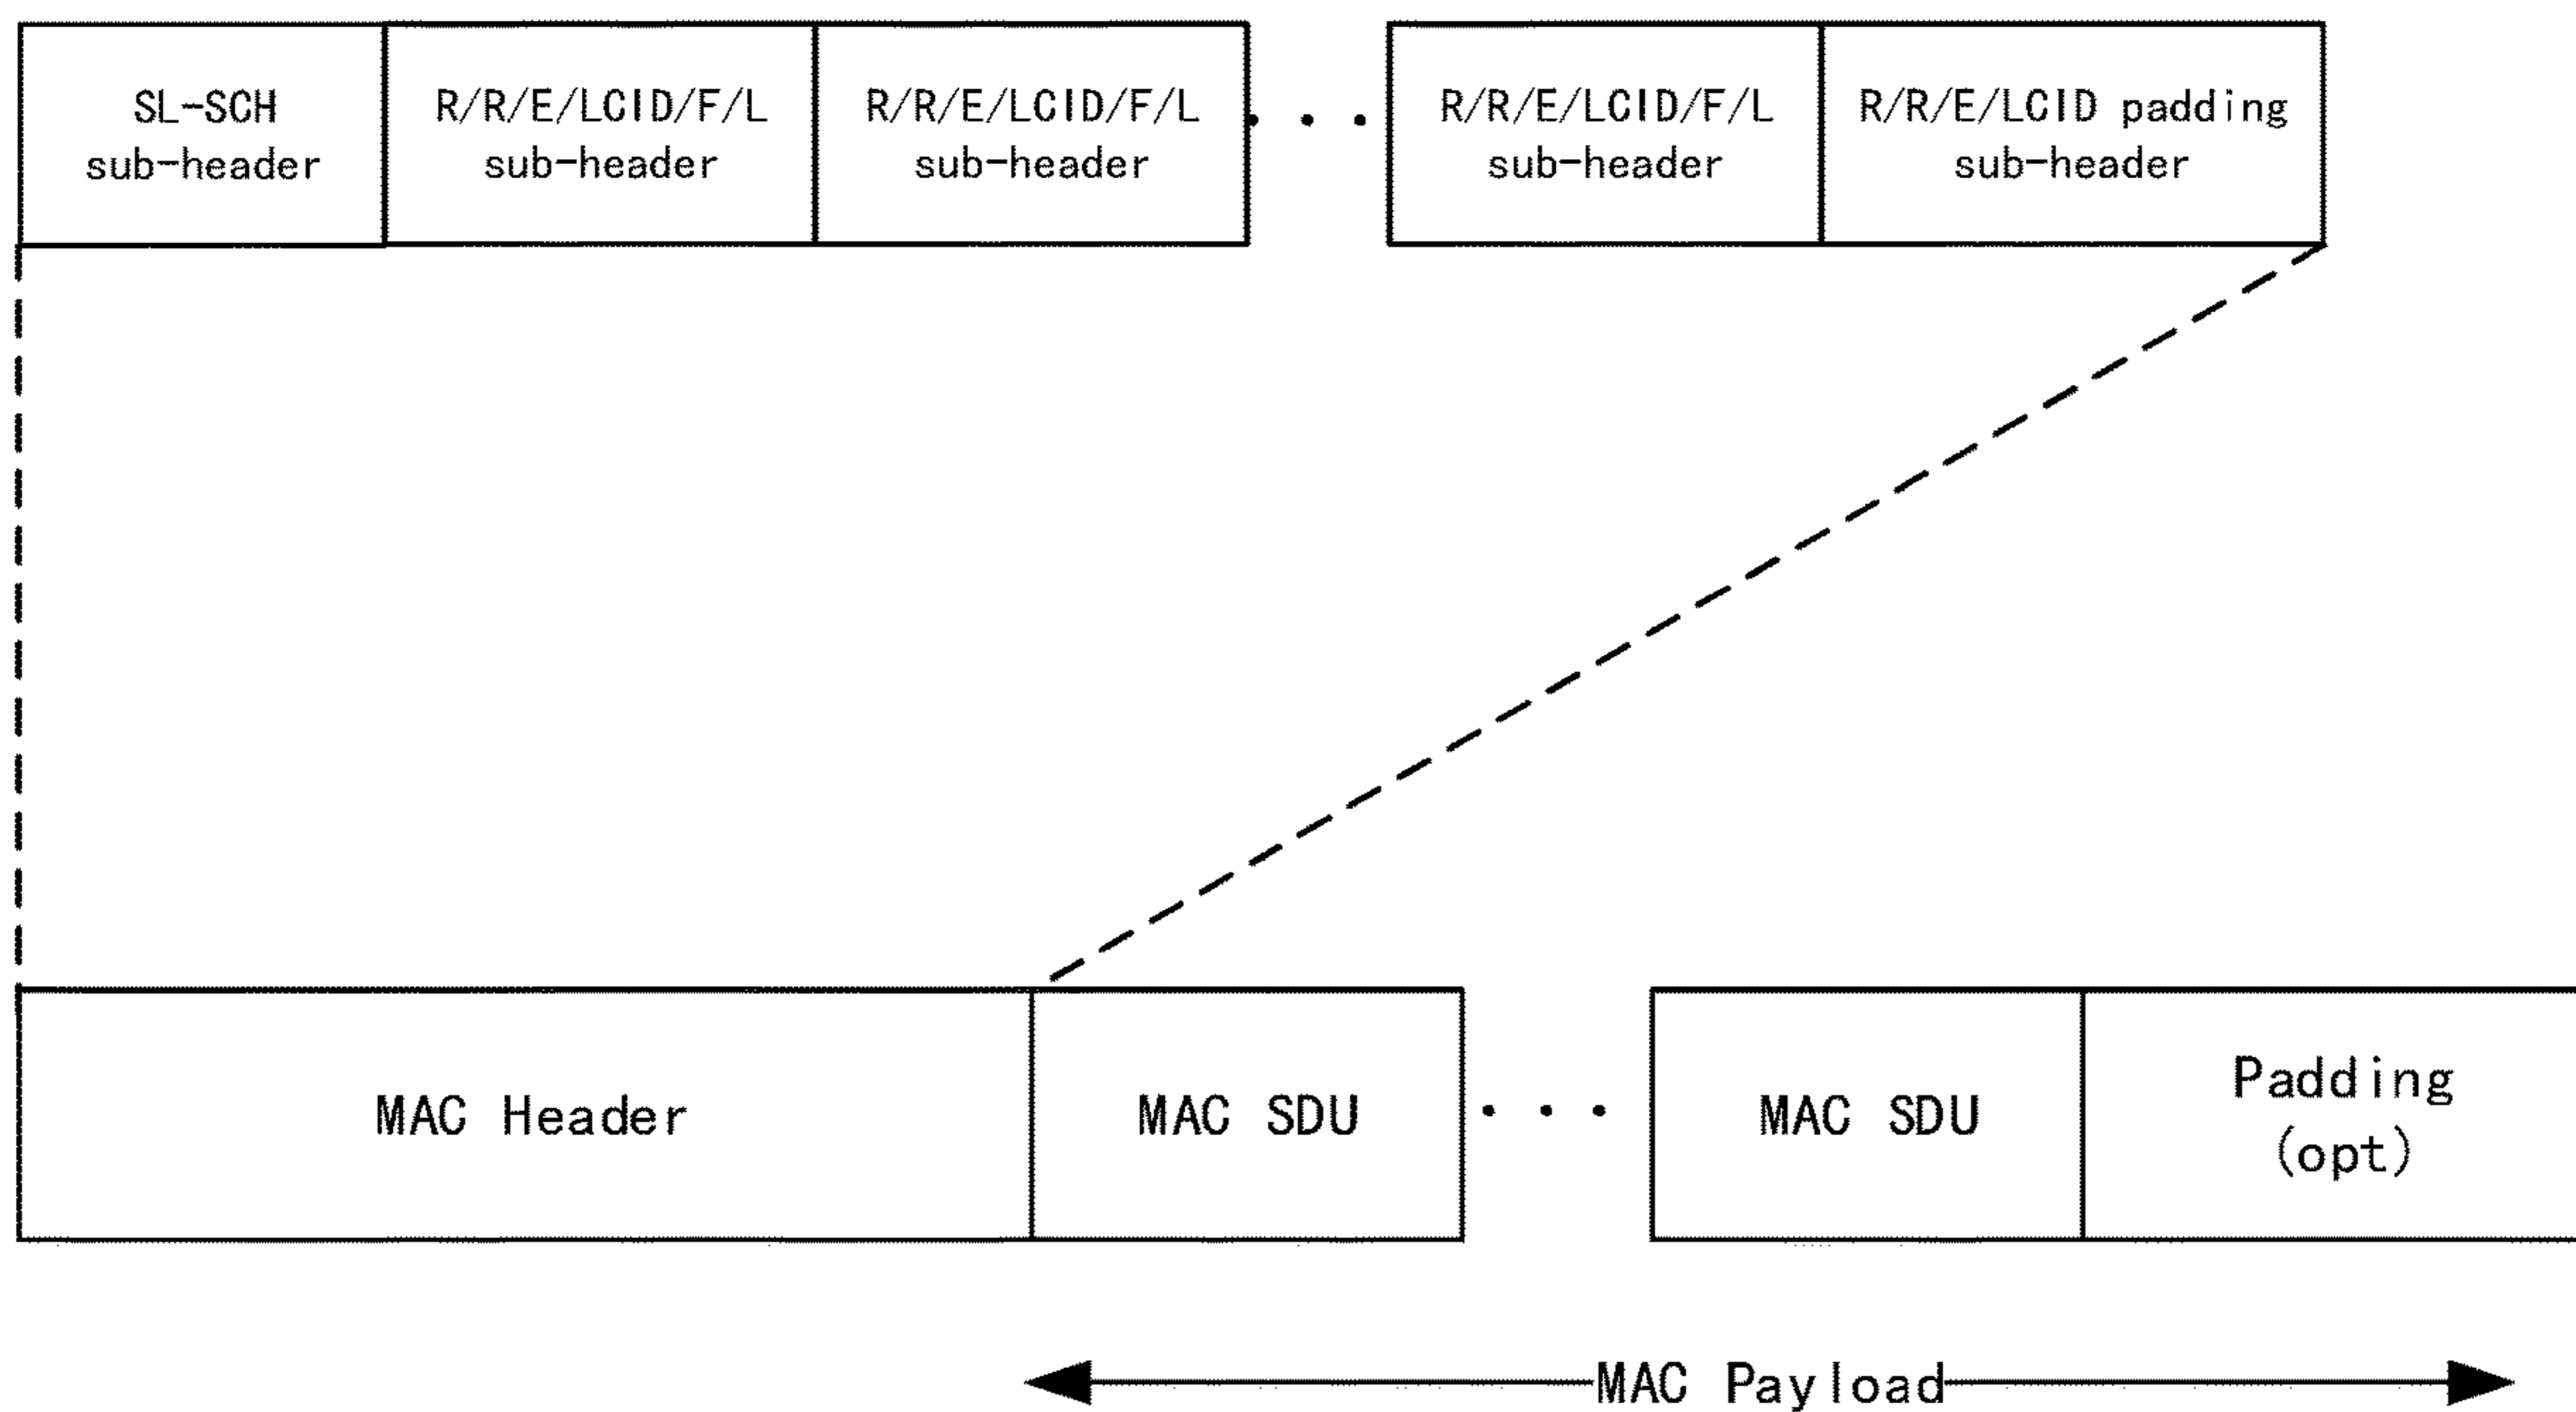 SL-SCH
sub-header
R/R/E/LCID/F/L
sub-header
R/R/E/LCID/F/L
sub-header
. . .
R/R/E/LCID/F/L
sub-header
R/R/E/LCID padding
sub-header
MAC Header
MAC SDU
. . .
MAC SDU
Padding
(opt)
MAC Payload